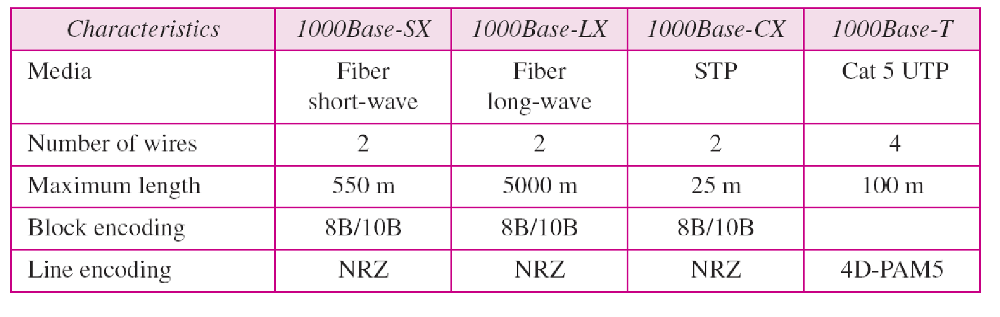 Characteristics 1000Base-SX 1000Base-LX 1000Base-CX 1000Base-T
Media Fiber Fiber STP Cat 5 UTP
short-wave long-wave
Number of wires 2 2 2 4
Maximum length 550 m 5000 m 25 m 100 m
Block encoding 8B/10B 8B/10B 8B/10B
Line encoding NRZ NRZ NRZ 4D-PAM5